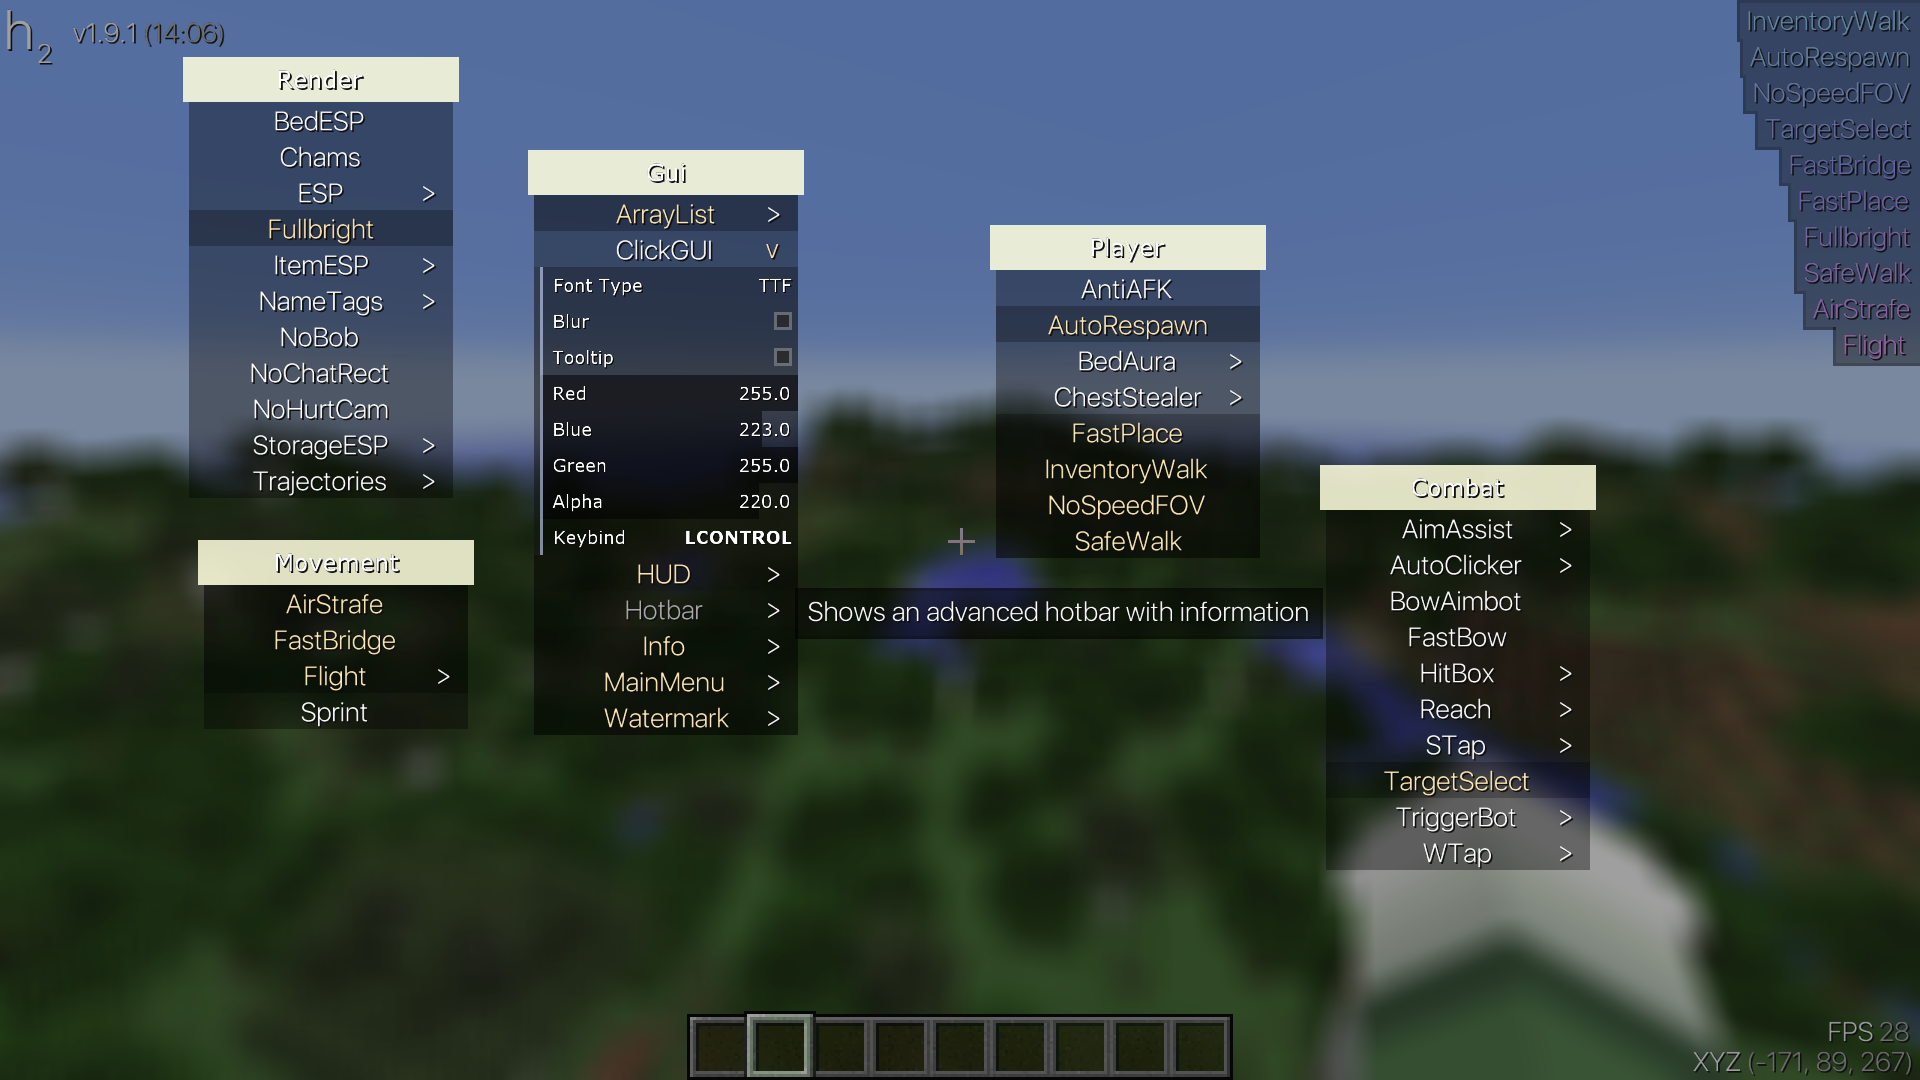 h2 v1.9.1 (14:06)
Render
BedESP
Chams
ESP >
Fullbright
ItemESP >
NameTags >
NoBob
NoChatRect
NoHurtCam
StorageESP >
Trajectories >
Movement
AirStrafe
FastBridge
Flight >
Sprint
Gui
ArrayList >
ClickGUI V
Font Type TTF
Blur
Tooltip
Red 255.0
Blue 223.0
Green 255.0
Alpha 220.0
Keybind LCONTROL
HUD >
Hotbar >
Info >
MainMenu >
Watermark >
Shows an advanced hotbar with information
Player
AntiAFK
AutoRespawn
BedAura >
ChestStealer >
FastPlace
InventoryWalk
NoSpeedFOV
SafeWalk
Combat
AimAssist >
AutoClicker >
BowAimbot
FastBow
HitBox >
Reach >
STap >
TargetSelect
TriggerBot >
WTap >
InventoryWalk
AutoRespawn
NoSpeedFOV
TargetSelect
FastBridge
FastPlace
Fullbright
SafeWalk
AirStrafe
Flight
FPS 28
XYZ (-171, 89, 267)